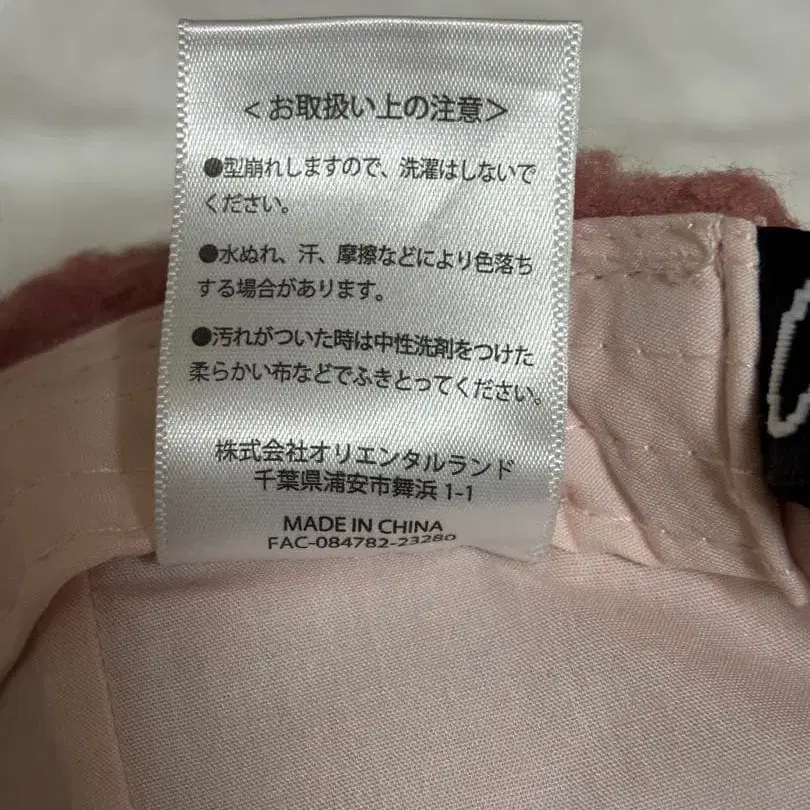 ＜お取扱い上の注意＞
●型崩れしますので、洗濯はしないで
ください。
●水ぬれ、汗、摩擦などにより色落ち
する場合があります。
●汚れがついた時は中性洗剤をつけた
柔らかい布などでふきとってください。
株式会社オリエンタルランド
千葉県浦安市舞浜 1-1
MADE IN CHINA
FAC-084782-23280